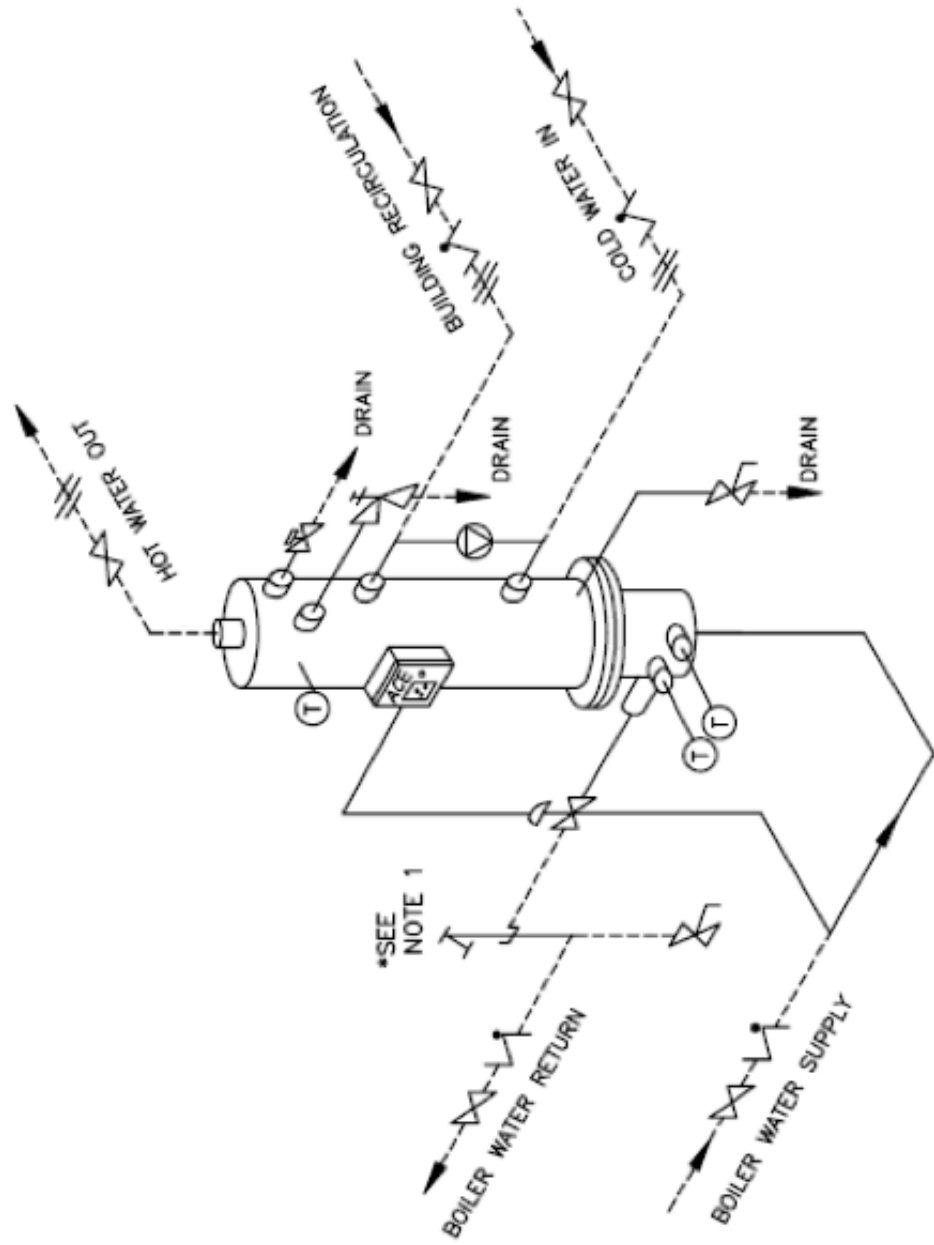 HOT WATER OUT
BUILDING RECIRCULATION
COLD WATER IN
DRAIN
DRAIN
DRAIN
T
ACE
T
T
*SEE
NOTE 1
BOILER WATER RETURN
BOILER WATER SUPPLY